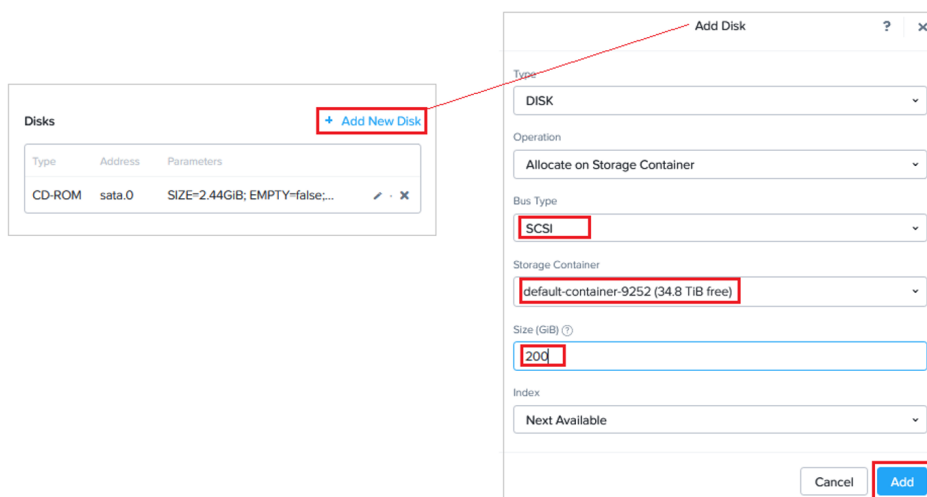 Disks
+ Add New Disk
Type Address Parameters
CD-ROM sata.0 SIZE=2.44GiB; EMPTY=false;...
Add Disk ? ×
Type
DISK
Operation
Allocate on Storage Container
Bus Type
SCSI
Storage Container
default-container-9252 (34.8 TiB free)
Size (GiB) ?
200
Index
Next Available
Cancel Add